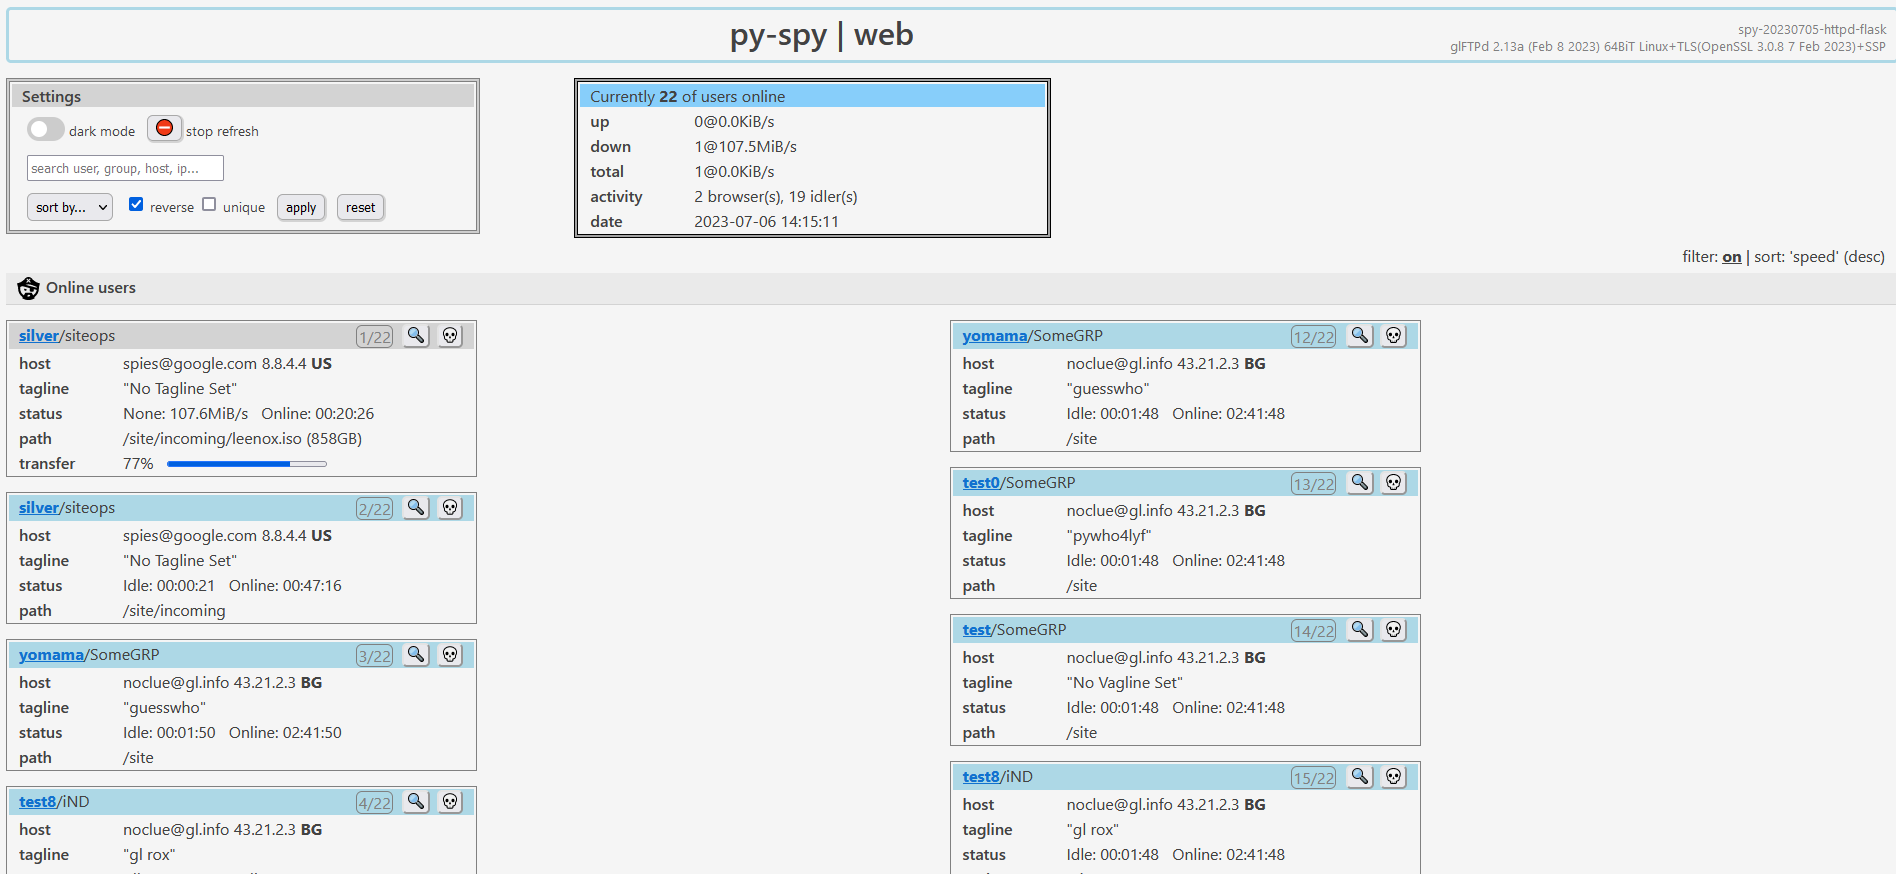 py-spy | web
spy-20230705-httpd-flask
glFTPd 2.13a (Feb 8 2023) 64BiT Linux+TLS(OpenSSL 3.0.8 7 Feb 2023)+SSP
Settings
dark mode stop refresh
search user, group, host, ip...
sort by... reverse unique apply reset
Currently 22 of users online
up 0@0.0KiB/s
down 1@107.5MiB/s
total 1@0.0KiB/s
activity 2 browser(s), 19 idler(s)
date 2023-07-06 14:15:11
filter: on | sort: 'speed' (desc)
Online users
silver/siteops 1/22
host spies@google.com 8.8.4.4 US
tagline "No Tagline Set"
status None: 107.6MiB/s Online: 00:20:26
path /site/incoming/leenox.iso (858GB)
transfer 77%
silver/siteops 2/22
host spies@google.com 8.8.4.4 US
tagline "No Tagline Set"
status Idle: 00:00:21 Online: 00:47:16
path /site/incoming
yomama/SomeGRP 3/22
host noclue@gl.info 43.21.2.3 BG
tagline "guesswho"
status Idle: 00:01:50 Online: 02:41:50
path /site
test8/iND 4/22
host noclue@gl.info 43.21.2.3 BG
tagline "gl rox"
yomama/SomeGRP 12/22
host noclue@gl.info 43.21.2.3 BG
tagline "guesswho"
status Idle: 00:01:48 Online: 02:41:48
path /site
test0/SomeGRP 13/22
host noclue@gl.info 43.21.2.3 BG
tagline "pywho4lyf"
status Idle: 00:01:48 Online: 02:41:48
path /site
test/SomeGRP 14/22
host noclue@gl.info 43.21.2.3 BG
tagline "No Vagline Set"
status Idle: 00:01:48 Online: 02:41:48
path /site
test8/iND 15/22
host noclue@gl.info 43.21.2.3 BG
tagline "gl rox"
status Idle: 00:01:48 Online: 02:41:48